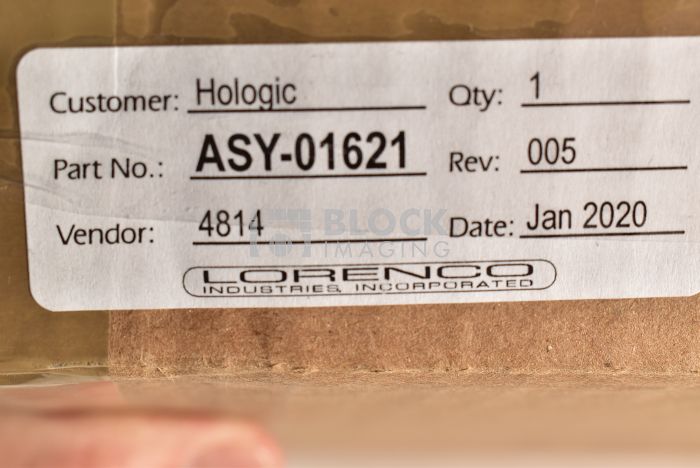 Customer: Hologic Qty: 1
Part No.: ASY-01621 Rev: 005
Vendor: 4814 Date: Jan 2020
BLOCK
IMAGING
LORENCO
INDUSTRIES, INCORPORATED